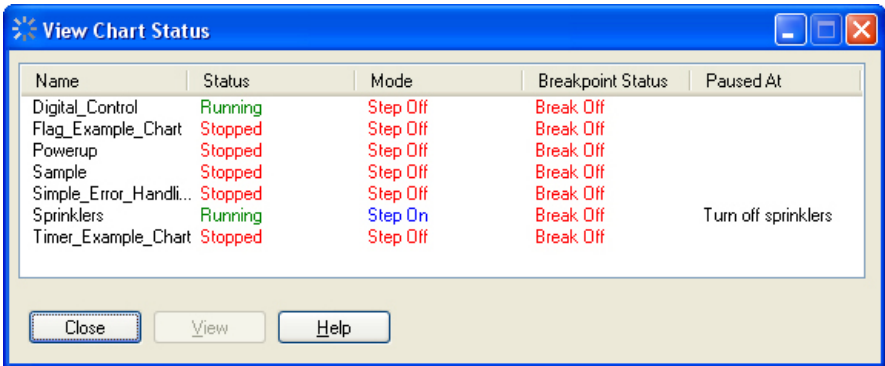 View Chart Status
Name Status Mode Breakpoint Status Paused At
Digital_Control Running Step Off Break Off
Flag_Example_Chart Stopped Step Off Break Off
Powerup Stopped Step Off Break Off
Sample Stopped Step Off Break Off
Simple_Error_Handli... Stopped Step Off Break Off
Sprinklers Running Step On Break Off Turn off sprinklers
Timer_Example_Chart Stopped Step Off Break Off
Close View Help